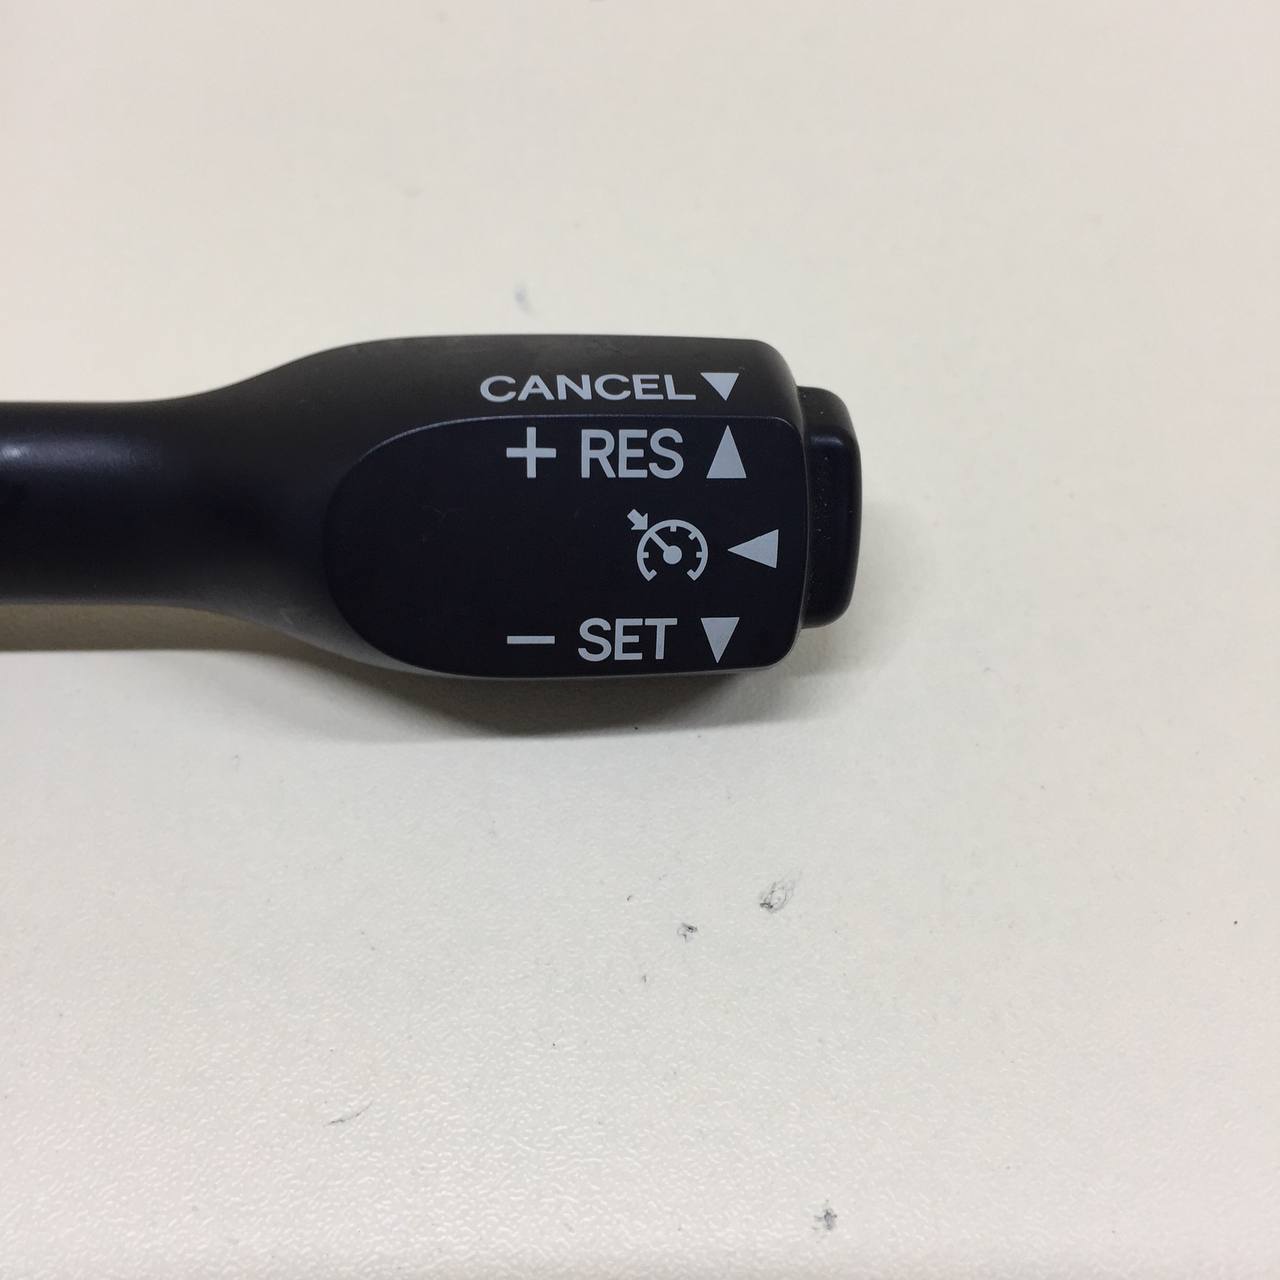 CANCEL ▼
+ RES ▲
◀
− SET ▼